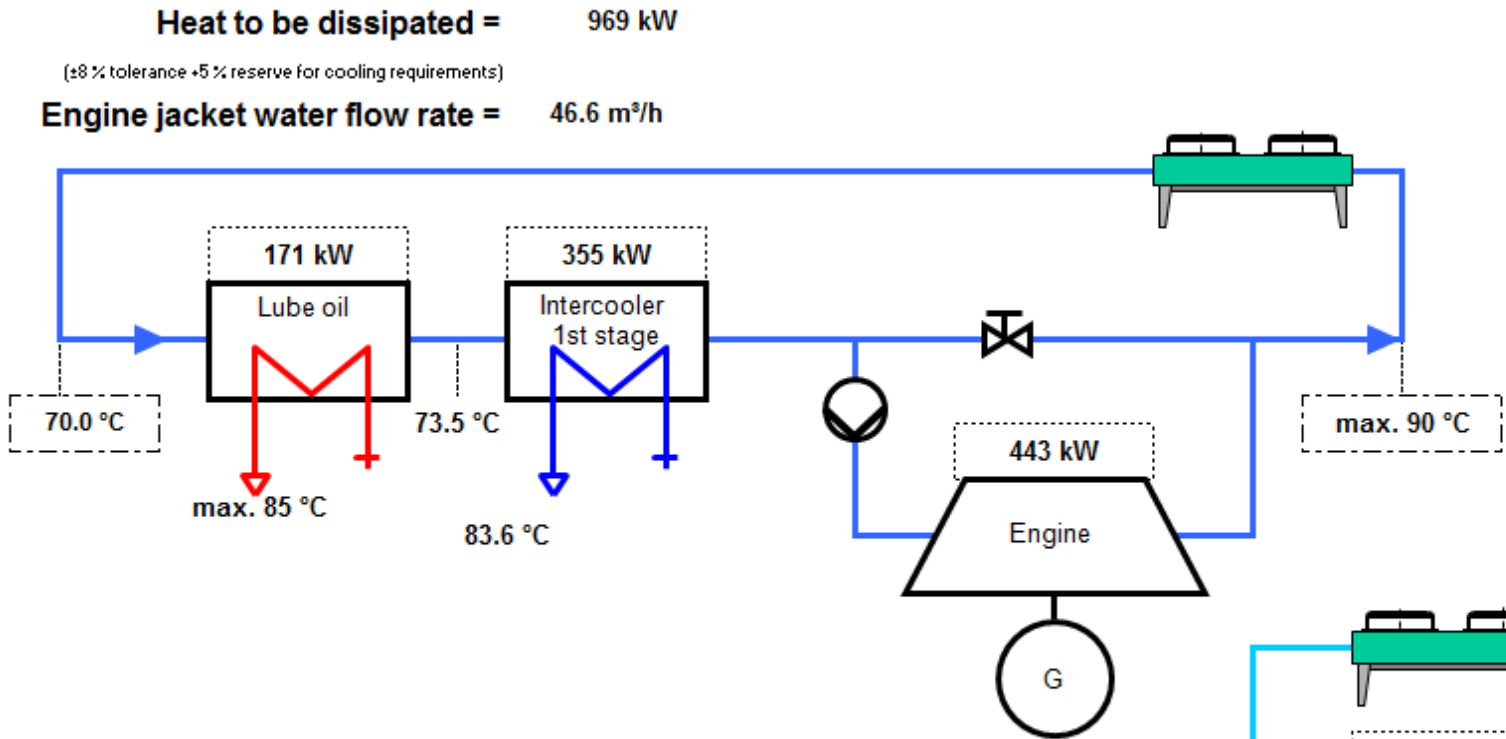 Heat to be dissipated = 969 kW
(±8 % tolerance +5 % reserve for cooling requirements)
Engine jacket water flow rate = 46.6 m³/h
171 kW
355 kW
Lube oil
Intercooler
1st stage
70.0 °C
73.5 °C
max. 90 °C
443 kW
max. 85 °C
83.6 °C
Engine
G